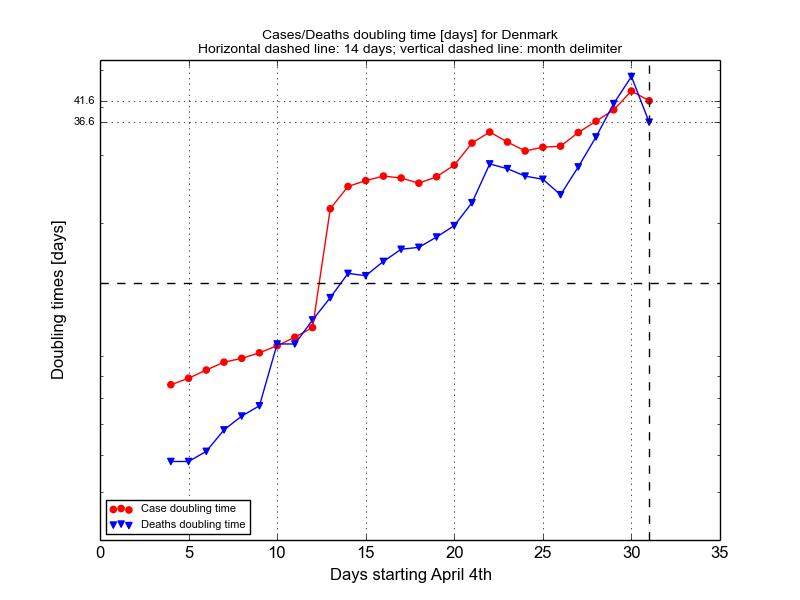 Cases/Deaths doubling time [days] for Denmark
Horizontal dashed line: 14 days; vertical dashed line: month delimiter
41.6
36.6
Doubling times [days]
Case doubling time
Deaths doubling time
0 5 10 15 20 25 30 35
Days starting April 4th